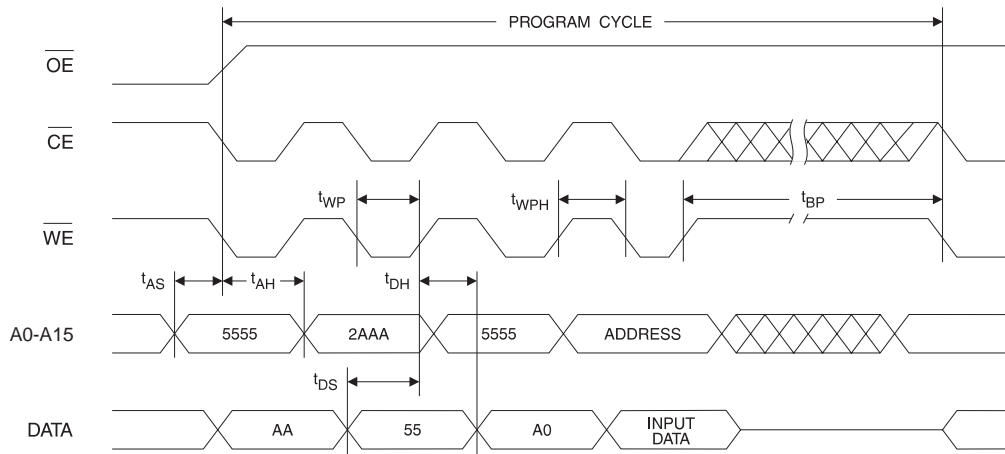 PROGRAM CYCLE
OE
CE
tWP
tWPH
tBP
WE
tAS
tAH
tDH
A0-A15
5555
2AAA
5555
ADDRESS
tDS
DATA
AA
55
A0
INPUT
DATA